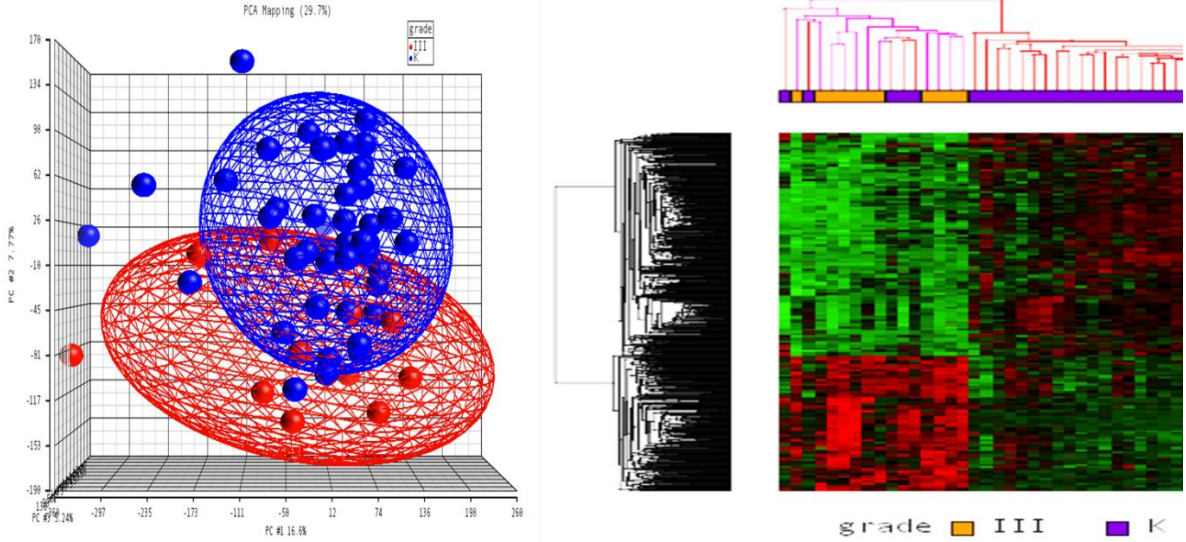 PCA Mapping (29.7%)
grade
III
K
170
134
98
62
26
-10
-45
-81
-117
-153
-190
PC #2 7.77%
-360 -297 -235 -173 -111 -50 12 74 136 198 260
PC #3 5.24%
PC #1 16.6%
grade III K